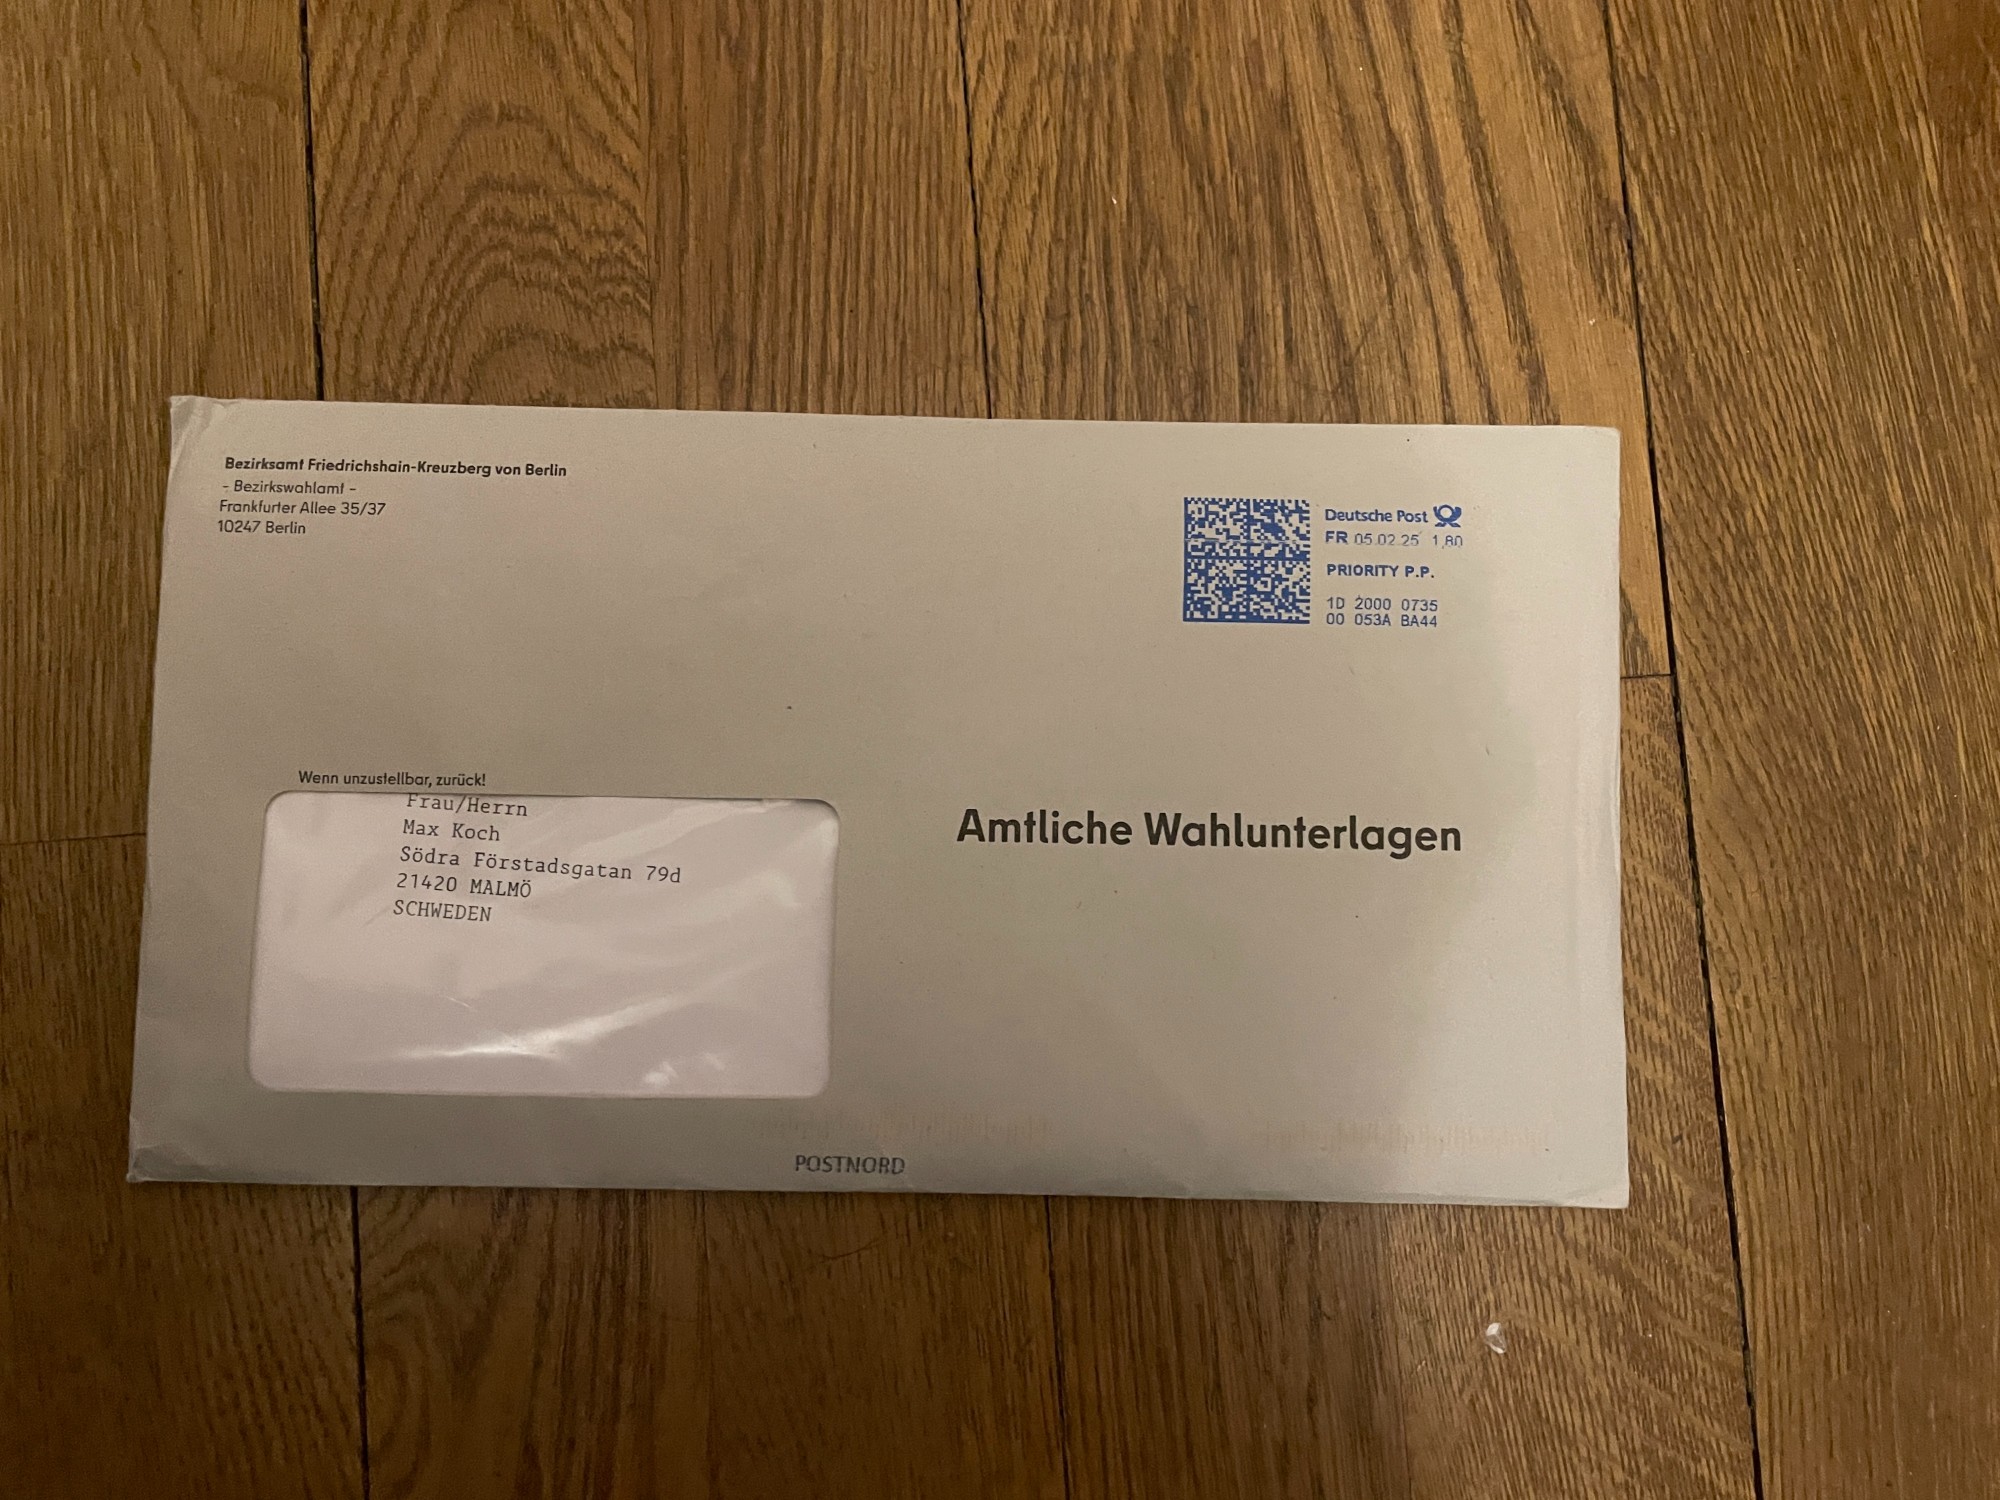 Bezirksamt Friedrichshain-Kreuzberg von Berlin
- Bezirkswahlamt -
Frankfurter Allee 35/37
10247 Berlin
Deutsche Post
FR 05.02.25 1,80
PRIORITY P.P.
1D 2000 0735
00 053A BA44
Wenn unzustellbar, zurück!
Frau/Herrn
Max Koch
Södra Förstadsgatan 79d
21420 MALMÖ
SCHWEDEN
Amtliche Wahlunterlagen
POSTNORD